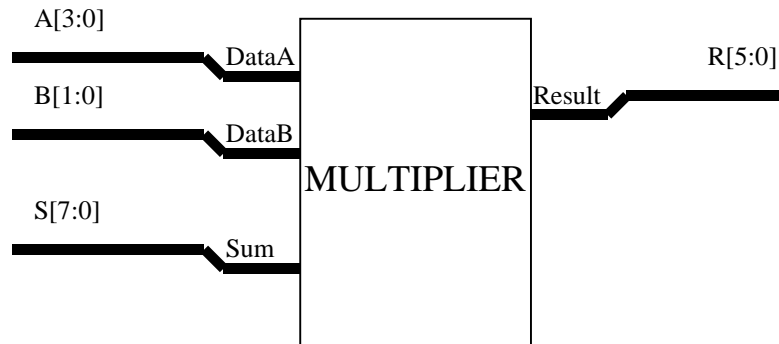 A[3:0]
DataA
B[1:0]
DataB
S[7:0]
Sum
MULTIPLIER
R[5:0]
Result